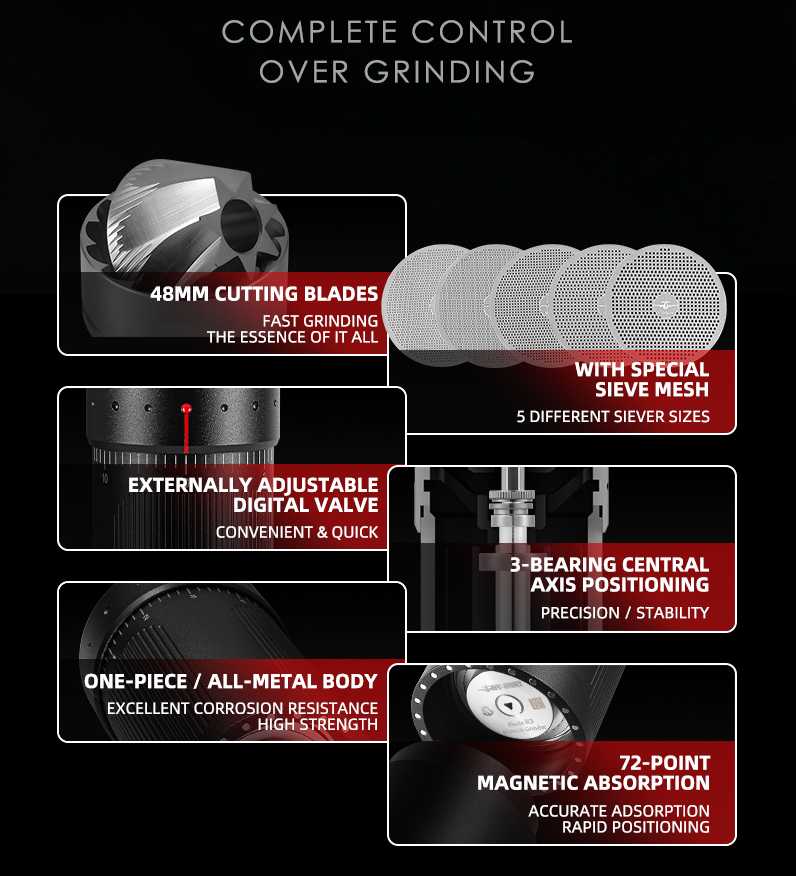 COMPLETE CONTROL
OVER GRINDING
48MM CUTTING BLADES
FAST GRINDING
THE ESSENCE OF IT ALL
WITH SPECIAL
SIEVE MESH
5 DIFFERENT SIEVER SIZES
EXTERNALLY ADJUSTABLE
DIGITAL VALVE
CONVENIENT & QUICK
10
3-BEARING CENTRAL
AXIS POSITIONING
PRECISION / STABILITY
ONE-PIECE / ALL-METAL BODY
EXCELLENT CORROSION RESISTANCE
HIGH STRENGTH
72-POINT
MAGNETIC ABSORPTION
ACCURATE ADSORPTION
RAPID POSITIONING